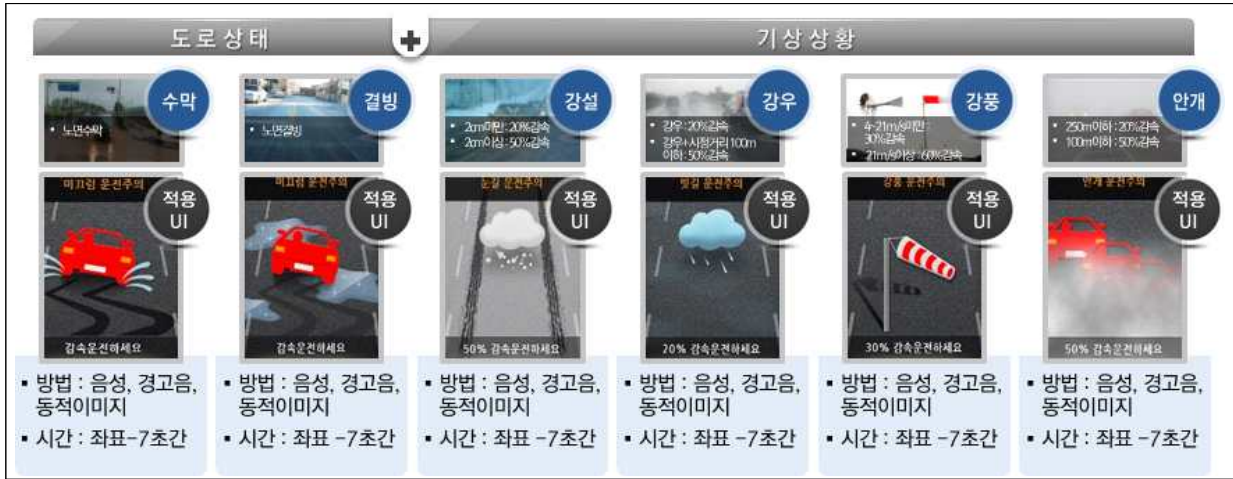 도로상태
기상상황
수막
• 노면수막
결빙
• 노면결빙
강설
• 2cm미만 : 20%감속
• 2cm이상 : 50%감속
강우
• 강우 : 20%감속
• 강우+시정거리 100m
이하 : 50%감속
강풍
• 4~21m/s미만 :
30%감속
• 21m/s이상 : 60%감속
안개
• 250m이하 : 20%감속
• 100m이하 : 50%감속
미끄럼 운전주의
적용
UI
감속운전하세요
미끄럼 운전주의
적용
UI
감속운전하세요
눈길 운전주의
적용
UI
50% 감속운전하세요
빗길 운전주의
적용
UI
20% 감속운전하세요
강풍 운전주의
적용
UI
30% 감속운전하세요
안개 운전주의
적용
UI
50% 감속운전하세요
▪ 방법 : 음성, 경고음,
동적이미지
▪ 시간 : 좌표-7초간
▪ 방법 : 음성, 경고음,
동적이미지
▪ 시간 : 좌표 -7초간
▪ 방법 : 음성, 경고음,
동적이미지
▪ 시간 : 좌표 -7초간
▪ 방법 : 음성, 경고음,
동적이미지
▪ 시간 : 좌표 -7초간
▪ 방법 : 음성, 경고음,
동적이미지
▪ 시간 : 좌표 -7초간
▪ 방법 : 음성, 경고음,
동적이미지
▪ 시간 : 좌표 -7초간